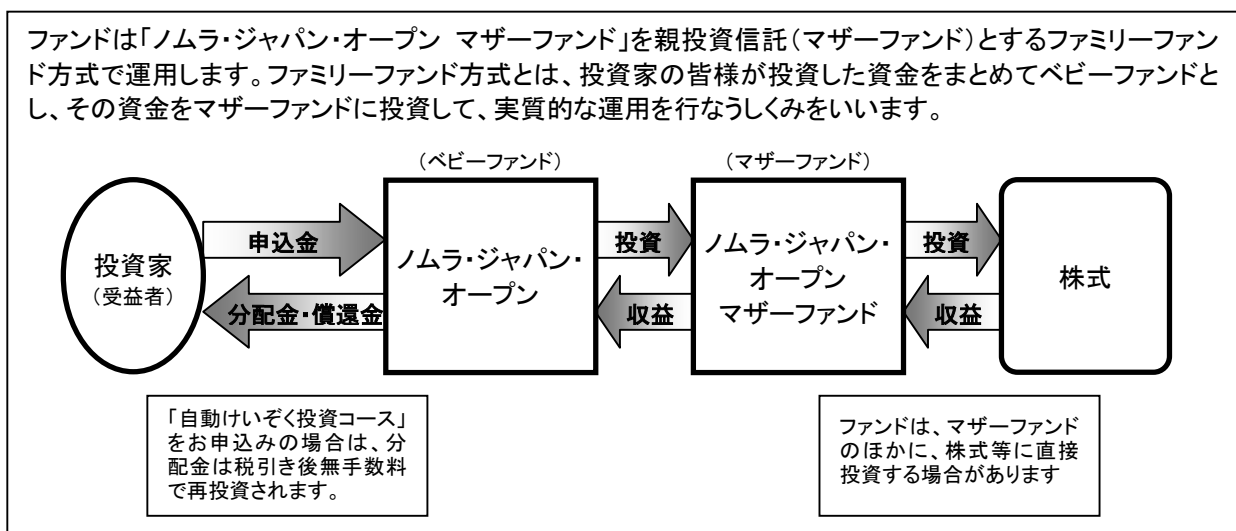 ファンドは「ノムラ・ジャパン・オープン マザーファンド」を親投資信託(マザーファンド)とするファミリーファン
ド方式で運用します。ファミリーファンド方式とは、投資家の皆様が投資した資金をまとめてベビーファンドと
し、その資金をマザーファンドに投資して、実質的な運用を行なうしくみをいいます。
(ベビーファンド)
(マザーファンド)
投資家
(受益者)
申込金
分配金・償還金
ノムラ・ジャパン・
オープン
投資
収益
ノムラ・ジャパン・
オープン
マザーファンド
投資
収益
株式
「自動けいぞく投資コース」
をお申込みの場合は、分
配金は税引き後無手数料
で再投資されます。
ファンドは、マザーファンド
のほかに、株式等に直接
投資する場合があります